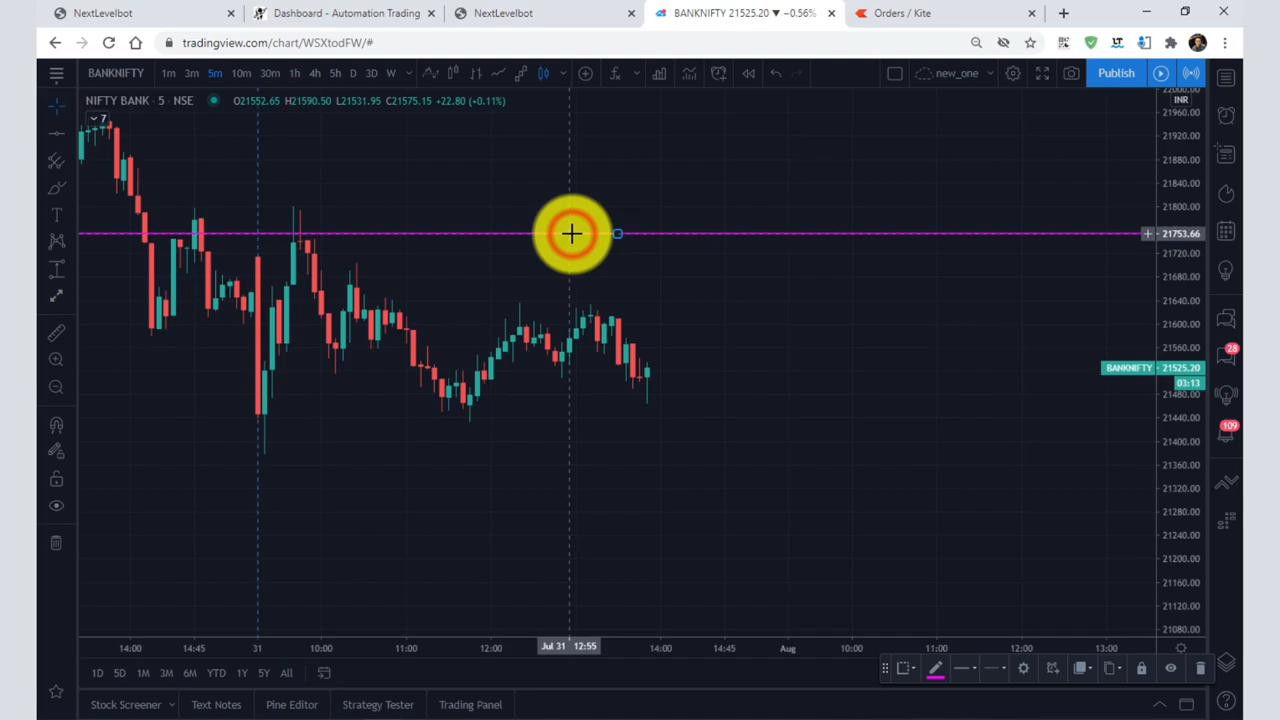 NextLevelbot
Dashboard - Automation Trading
NextLevelbot
BANKNIFTY 21525.20 ▼ −0.56%
Orders / Kite
tradingview.com/chart/WSXtodFW/#
BANKNIFTY 1m 3m 5m 10m 30m 1h 4h 5h D 3D W
new_one
Publish
NIFTY BANK · 5 · NSE
O21552.65 H21590.50 L21531.95 C21575.15 +22.80 (+0.11%)
7
22000.00
INR
21960.00
21920.00
21880.00
21840.00
21800.00
21753.66
21720.00
21680.00
21640.00
21600.00
21560.00
BANKNIFTY 21525.20
03:13
21480.00
21440.00
21400.00
21360.00
21320.00
21280.00
21240.00
21200.00
21160.00
21120.00
21080.00
28
109
14:00 14:45 31 10:00 11:00 12:00 Jul 31 12:55 14:00 14:45 Aug 10:00 11:00 12:00 13:00
1D 5D 1M 3M 6M YTD 1Y 5Y All
Stock Screener Text Notes Pine Editor Strategy Tester Trading Panel